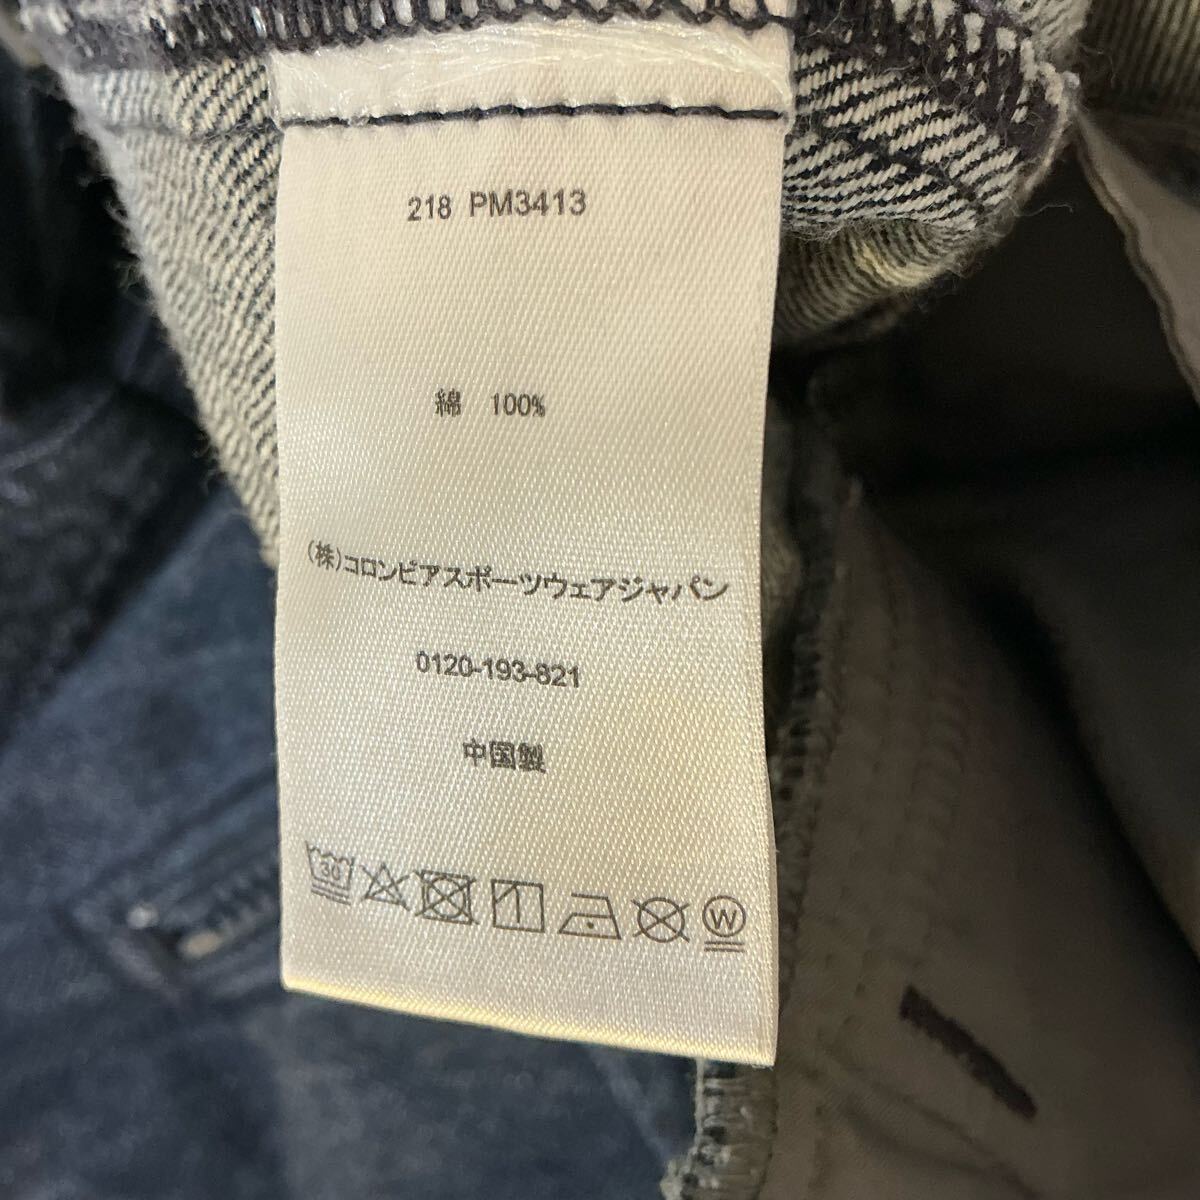 218 PM3413
綿 100%
(株)コロンビアスポーツウェアジャパン
0120-193-821
中国製
30
W